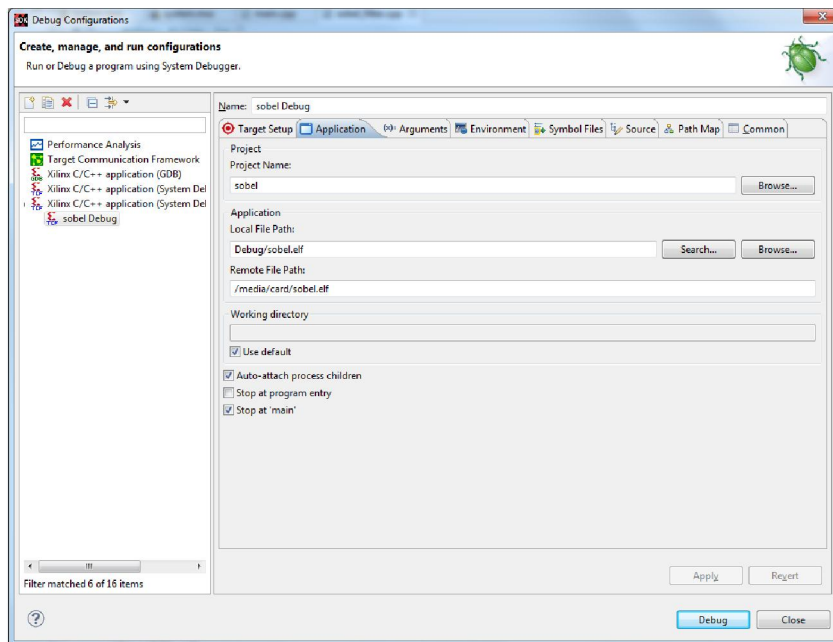 Debug Configurations
Create, manage, and run configurations
Run or Debug a program using System Debugger.
Name: sobel Debug
Target Setup Application Arguments Environment Symbol Files Source Path Map Common
Performance Analysis
Target Communication Framework
Xilinx C/C++ application (GDB)
Xilinx C/C++ application (System Del
Xilinx C/C++ application (System Del
sobel Debug
Project
Project Name:
sobel
Browse...
Application
Local File Path:
Debug/sobel.elf
Search... Browse...
Remote File Path:
/media/card/sobel.elf
Working directory
Use default
Auto-attach process children
Stop at program entry
Stop at 'main'
Filter matched 6 of 16 items
Apply Revert
Debug Close